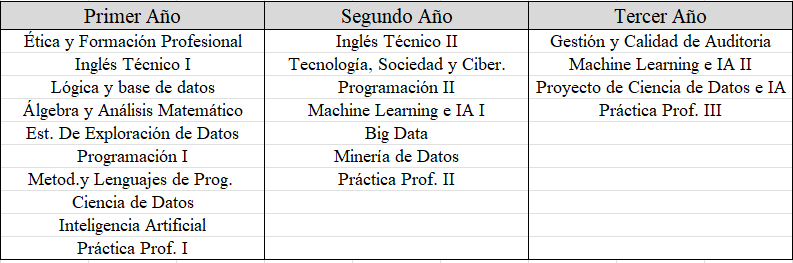 Primer Año Segundo Año Tercer Año
Ética y Formación Profesional Inglés Técnico II Gestión y Calidad de Auditoria
Inglés Técnico I Tecnología, Sociedad y Ciber. Machine Learning e IA II
Lógica y base de datos Programación II Proyecto de Ciencia de Datos e IA
Álgebra y Análisis Matemático Machine Learning e IA I Práctica Prof. III
Est. De Exploración de Datos Big Data
Programación I Minería de Datos
Metod.y Lenguajes de Prog. Práctica Prof. II
Ciencia de Datos
Inteligencia Artificial
Práctica Prof. I